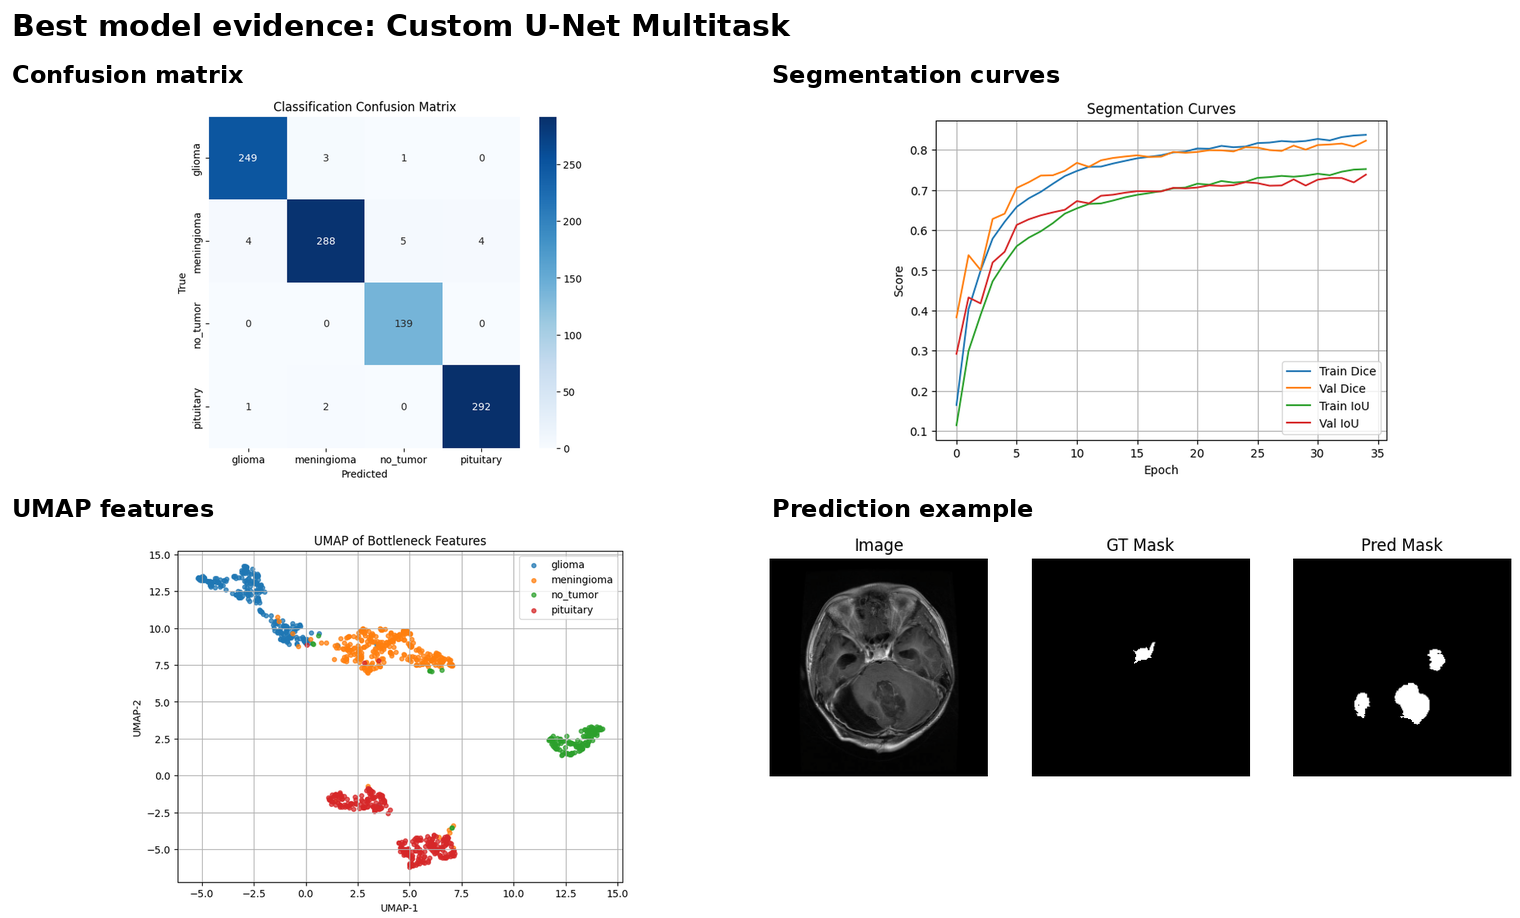 Best model evidence: Custom U-Net Multitask
Confusion matrix
Classification Confusion Matrix
glioma
249 3 1 0
meningioma
4 288 5 4
no_tumor
0 0 139 0
pituitary
1 2 0 292
True
glioma meningioma no_tumor pituitary
Predicted
250
200
150
100
50
0
Segmentation curves
Segmentation Curves
0.8
0.7
0.6
0.5
0.4
0.3
0.2
0.1
Score
Train Dice
Val Dice
Train IoU
Val IoU
0 5 10 15 20 25 30 35
Epoch
UMAP features
UMAP of Bottleneck Features
15.0
12.5
10.0
7.5
5.0
2.5
0.0
−2.5
−5.0
UMAP-2
glioma
meningioma
no_tumor
pituitary
−5.0 −2.5 0.0 2.5 5.0 7.5 10.0 12.5 15.0
UMAP-1
Prediction example
Image GT Mask Pred Mask